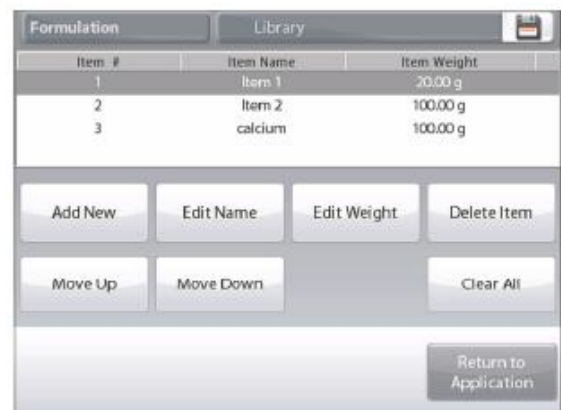 Formulation Library
Item # Item Name Item Weight
1 Item 1 20.00 g
2 Item 2 100.00 g
3 calcium 100.00 g
Add New Edit Name Edit Weight Delete Item
Move Up Move Down Clear All
Return to
Application